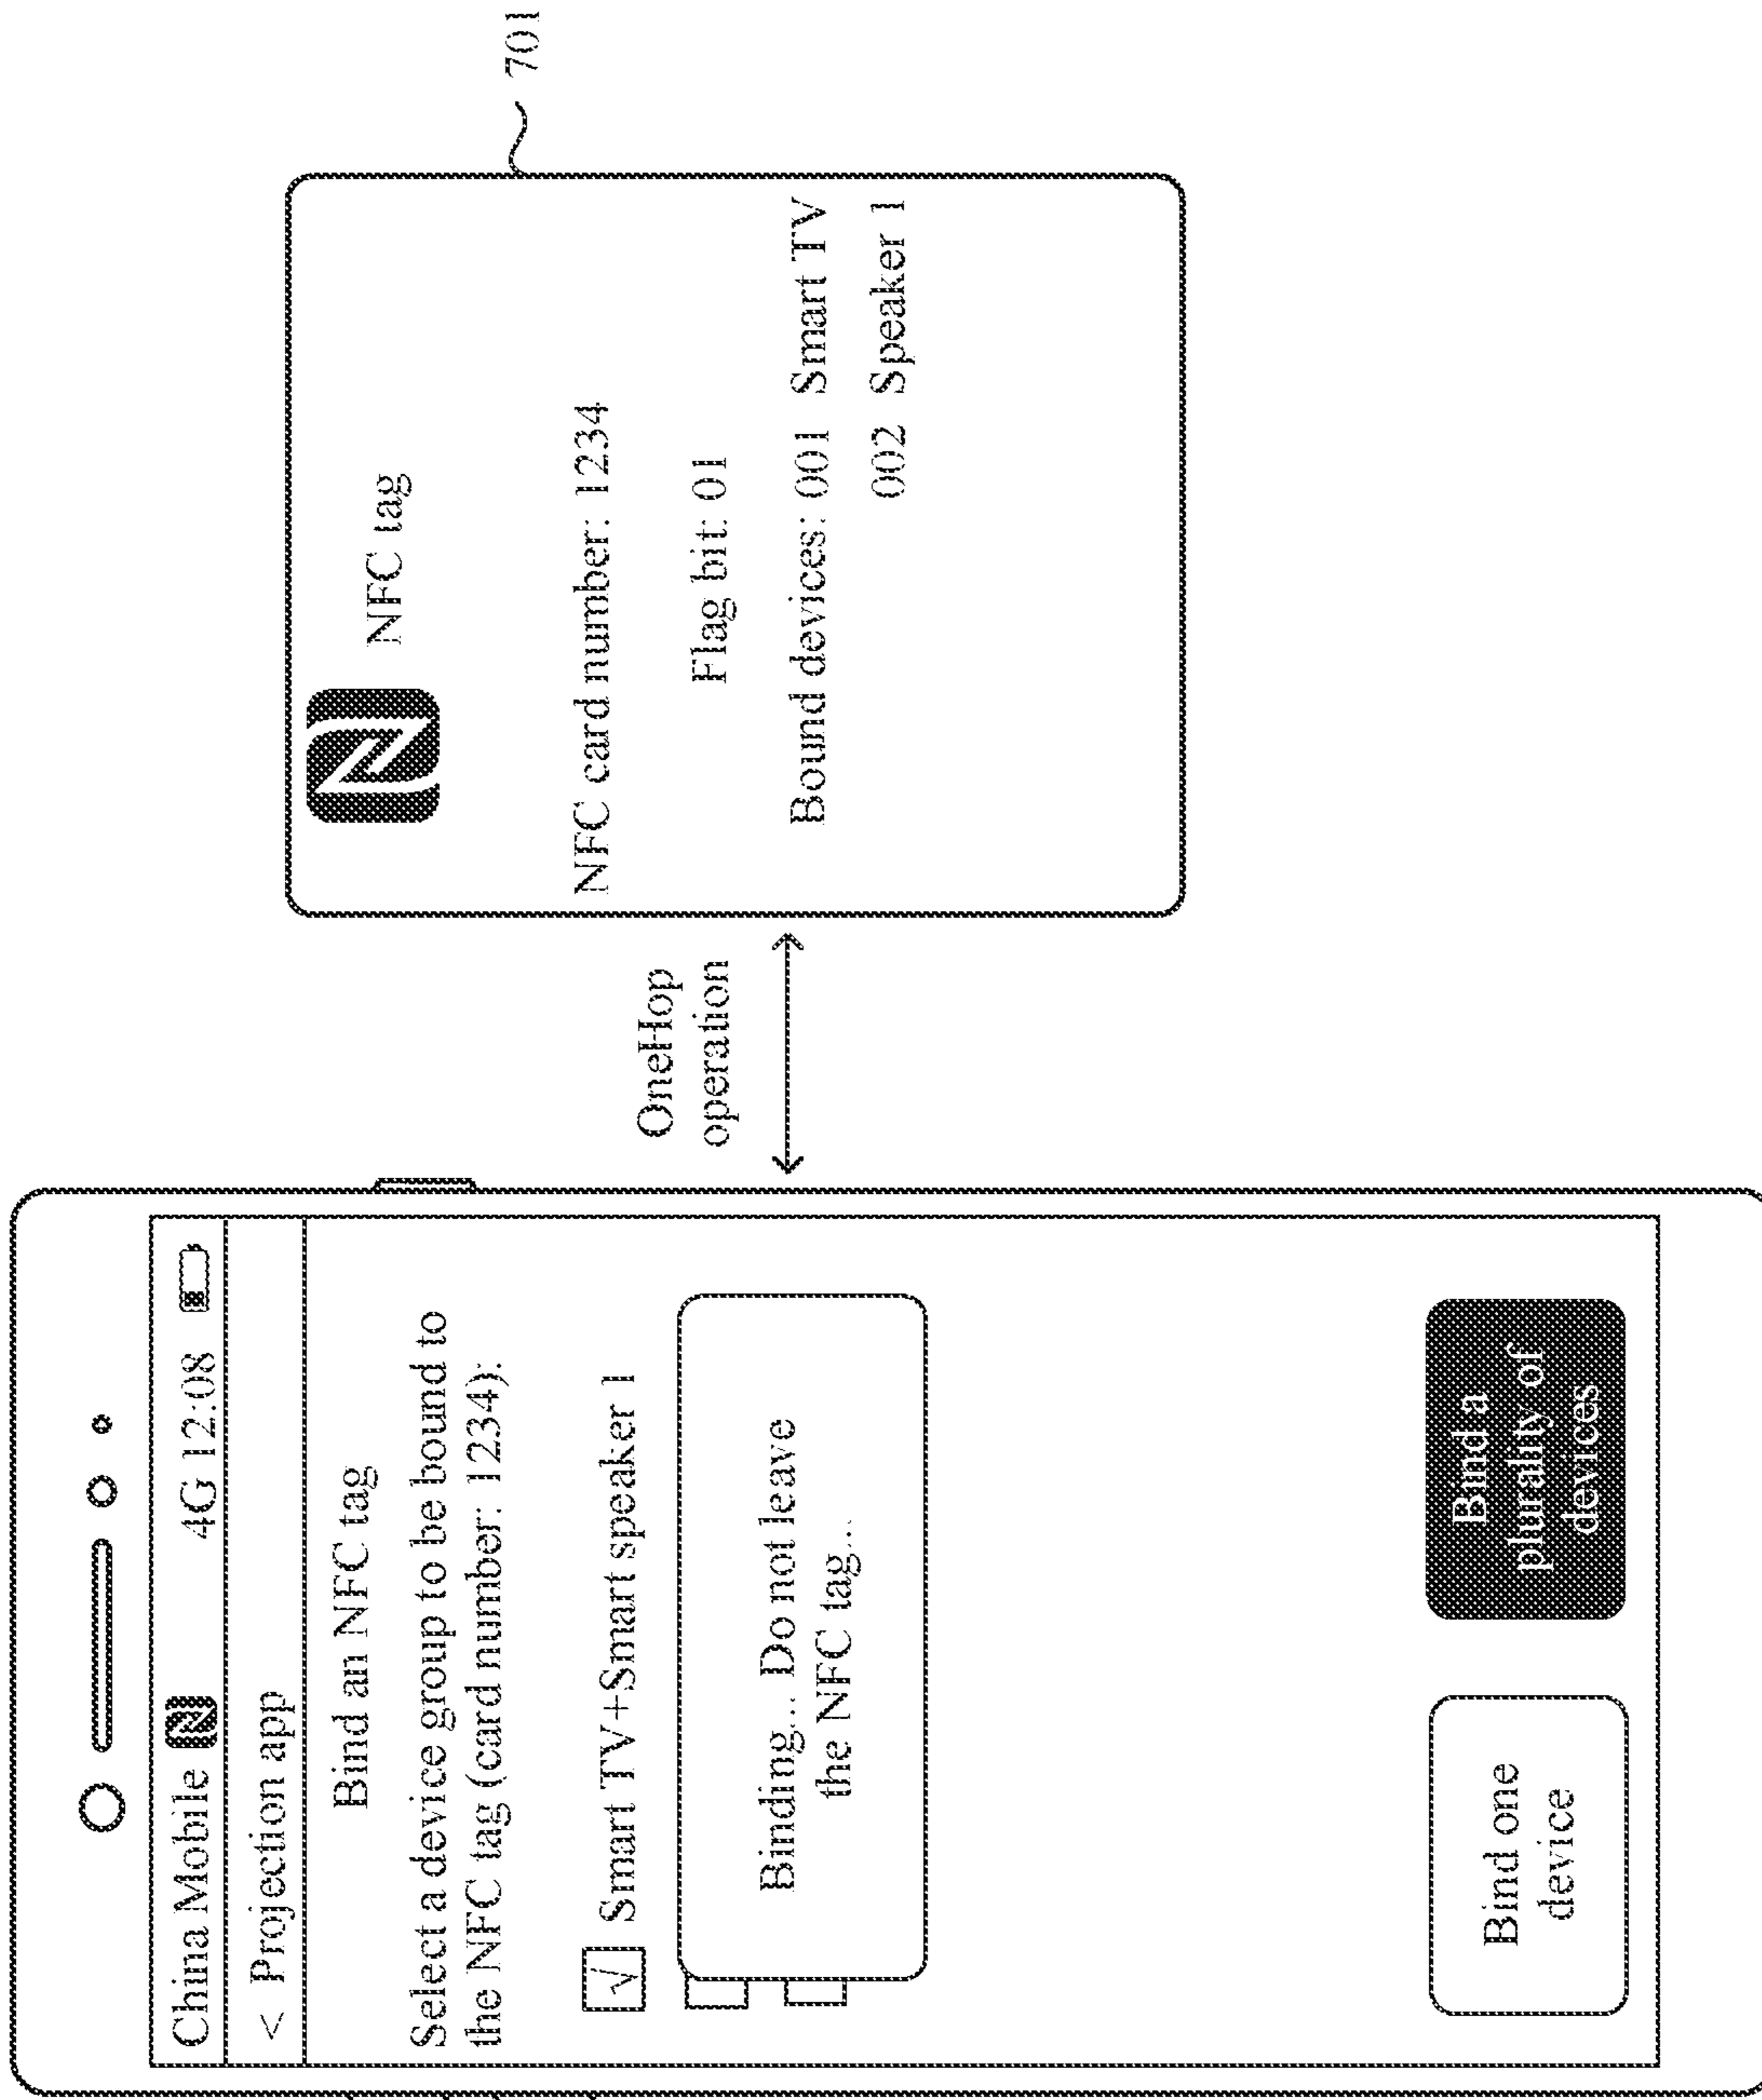 China Mobile 4G 12:08
< Projection app
Bind an NFC tag
Select a device group to be bound to
the NFC tag (card number: 1234):
√ Smart TV+Smart speaker 1
Binding... Do not leave
the NFC tag...
Bind one
device
Bind a
plurality of
devices
OneHop
operation
NFC tag
NFC card number: 1234
Flag bit: 01
Bound devices: 001 Smart TV
002 Speaker 1
701